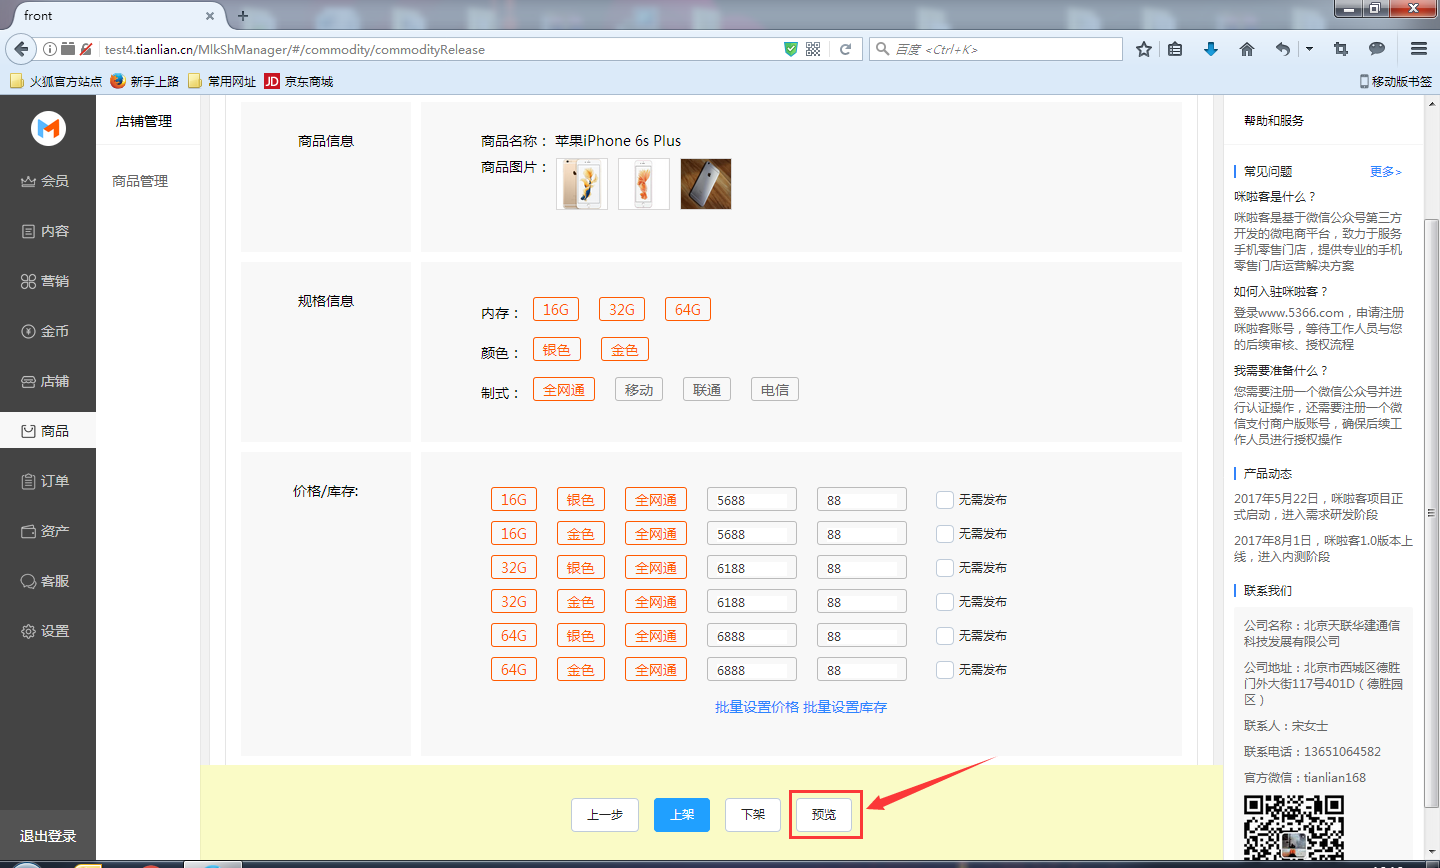 front
test4.tianlian.cn/MlkShManager/#/commodity/commodityRelease
百度 <Ctrl+K>
火狐官方站点
新手上路
常用网址
JD 京东商城
移动版书签
会员
内容
营销
金币
店铺
商品
订单
资产
客服
设置
退出登录
店铺管理
商品管理
商品信息
商品名称： 苹果iPhone 6s Plus
商品图片：
规格信息
内存： 16G 32G 64G
颜色： 银色 金色
制式： 全网通 移动 联通 电信
价格/库存:
16G 银色 全网通 5688 88 无需发布
16G 金色 全网通 5688 88 无需发布
32G 银色 全网通 6188 88 无需发布
32G 金色 全网通 6188 88 无需发布
64G 银色 全网通 6888 88 无需发布
64G 金色 全网通 6888 88 无需发布
批量设置价格 批量设置库存
上一步 上架 下架 预览
帮助和服务
常见问题 更多>
咪啦客是什么？
咪啦客是基于微信公众号第三方
开发的微电商平台，致力于服务
手机零售门店，提供专业的手机
零售门店运营解决方案
如何入驻咪啦客？
登录www.5366.com，申请注册
咪啦客账号，等待工作人员与您
的后续审核、授权流程
我需要准备什么？
您需要注册一个微信公众号并进
行认证操作，还需要注册一个微
信支付商户版账号，确保后续工
作人员进行授权操作
产品动态
2017年5月22日，咪啦客项目正
式启动，进入需求研发阶段
2017年8月1日，咪啦客1.0版本上
线，进入内测阶段
联系我们
公司名称：北京天联华建通信
科技发展有限公司
公司地址：北京市西城区德胜
门外大街117号401D（德胜园
区）
联系人：宋女士
联系电话：13651064582
官方微信：tianlian168